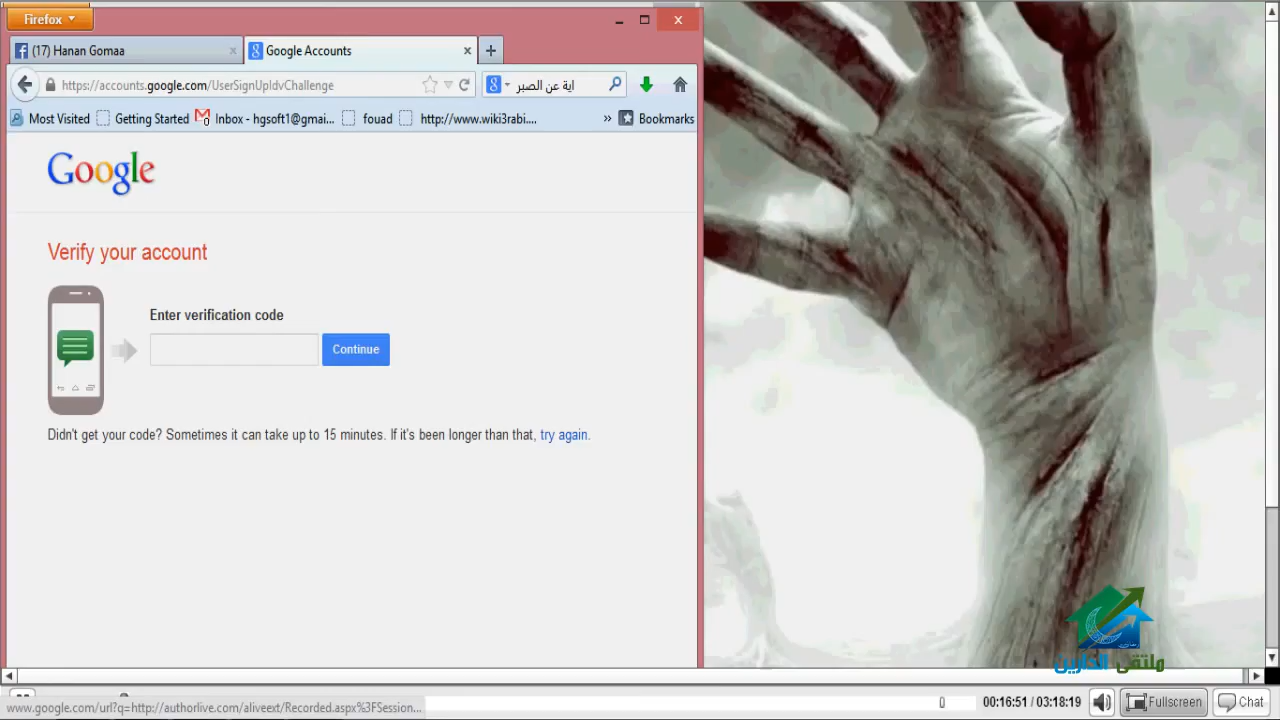 Firefox
(17) Hanan Gomaa
Google Accounts
https://accounts.google.com/UserSignUpIdvChallenge
اية عن الصبر
Most Visited
Getting Started
Inbox - hgsoft1@gmai...
fouad
http://www.wiki3rabi....
»
Bookmarks
Google
Verify your account
Enter verification code
Continue
Didn't get your code? Sometimes it can take up to 15 minutes. If it's been longer than that, try again.
ملتقى الدارين
www.google.com/url?q=http://authorlive.com/aliveext/Recorded.aspx%3FSession...
0
00:16:51 / 03:18:19
Fullscreen
Chat